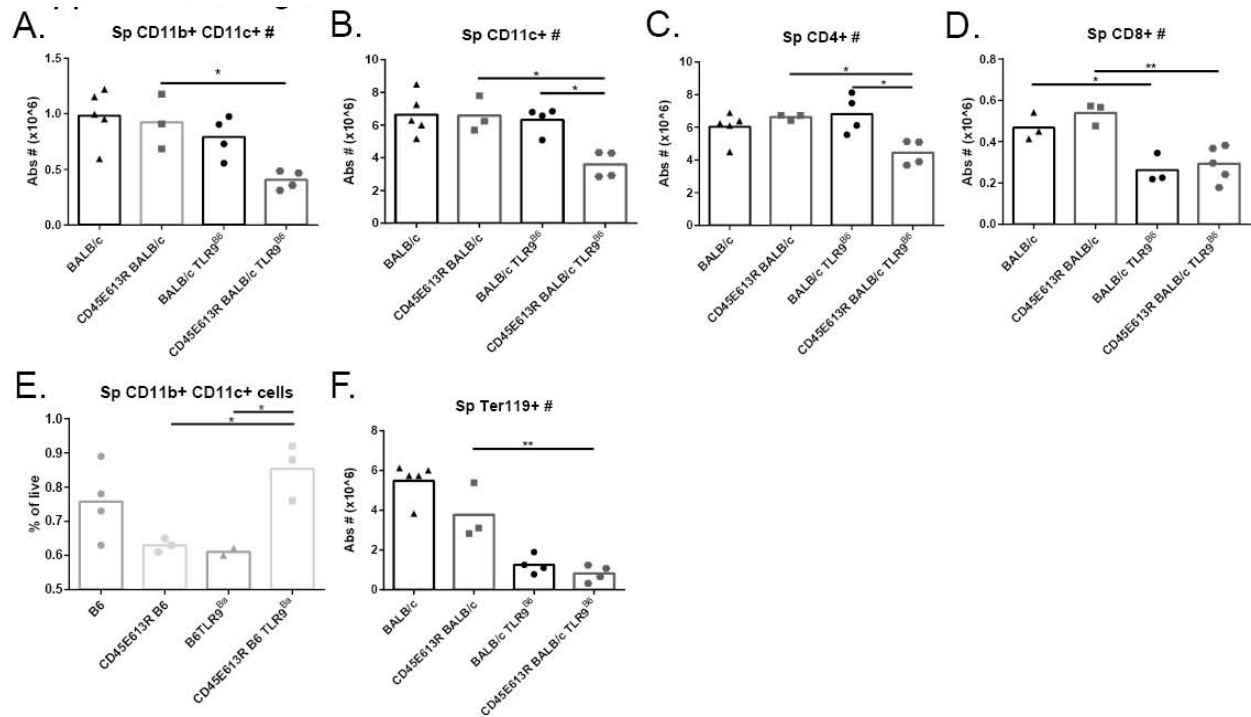 A.
Sp CD11b+ CD11c+ #
Abs # (x10^6)
1.5
1.0
0.5
0.0
*
BALB/c
CD45E613R BALB/c
BALB/c TLR9B6
CD45E613R BALB/c TLR9B6
B.
Sp CD11c+ #
Abs # (x10^6)
10
8
6
4
2
0
*
*
BALB/c
CD45E613R BALB/c
BALB/c TLR9B6
CD45E613R BALB/c TLR9B6
C.
Sp CD4+ #
Abs # (x10^6)
10
8
6
4
2
0
*
*
BALB/c
CD45E613R BALB/c
BALB/c TLR9B6
CD45E613R BALB/c TLR9B6
D.
Sp CD8+ #
Abs # (x10^6)
0.8
0.6
0.4
0.2
0.0
**
*
BALB/c
CD45E613R BALB/c
BALB/c TLR9B6
CD45E613R BALB/c TLR9B6
E.
Sp CD11b+ CD11c+ cells
% of live
1.0
0.9
0.8
0.7
0.6
0.5
*
*
B6
CD45E613R B6
B6TLR9Ba
CD45E613R B6 TLR9Ba
F.
Sp Ter119+ #
Abs # (x10^6)
8
6
4
2
0
**
BALB/c
CD45E613R BALB/c
BALB/c TLR9B6
CD45E613R BALB/c TLR9B6